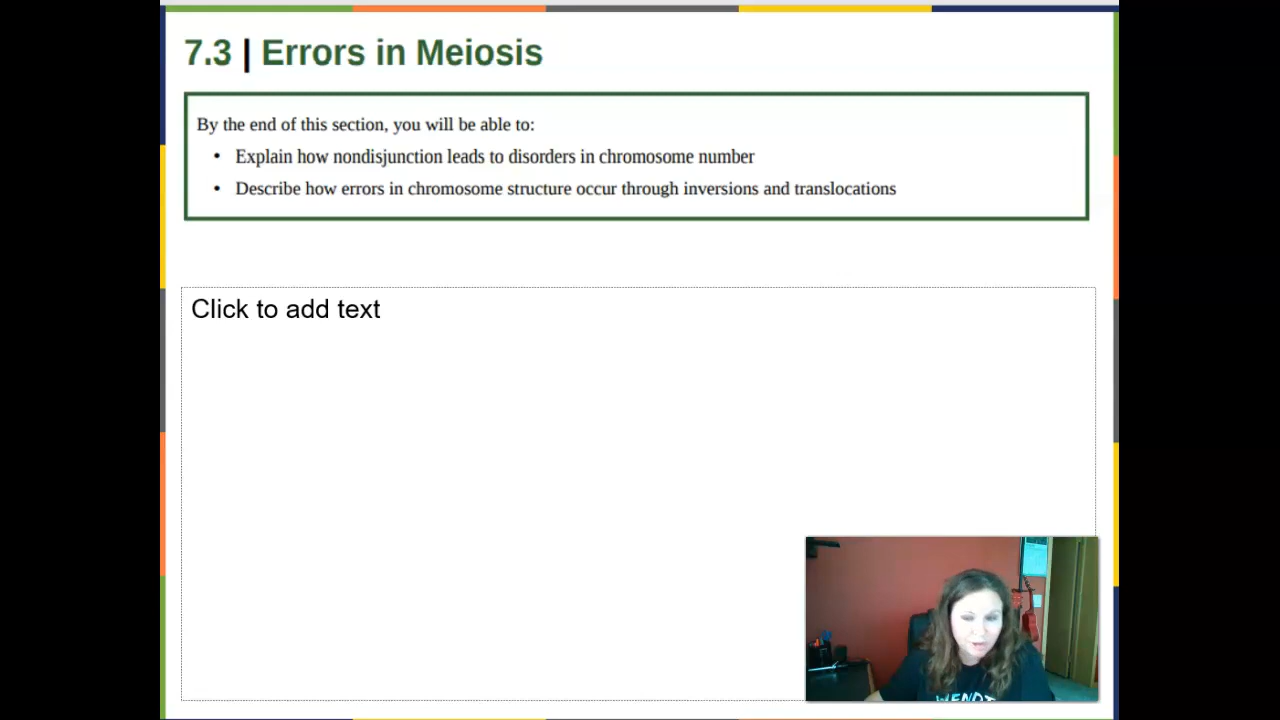 7.3 | Errors in Meiosis
By the end of this section, you will be able to:
• Explain how nondisjunction leads to disorders in chromosome number
• Describe how errors in chromosome structure occur through inversions and translocations
Click to add text